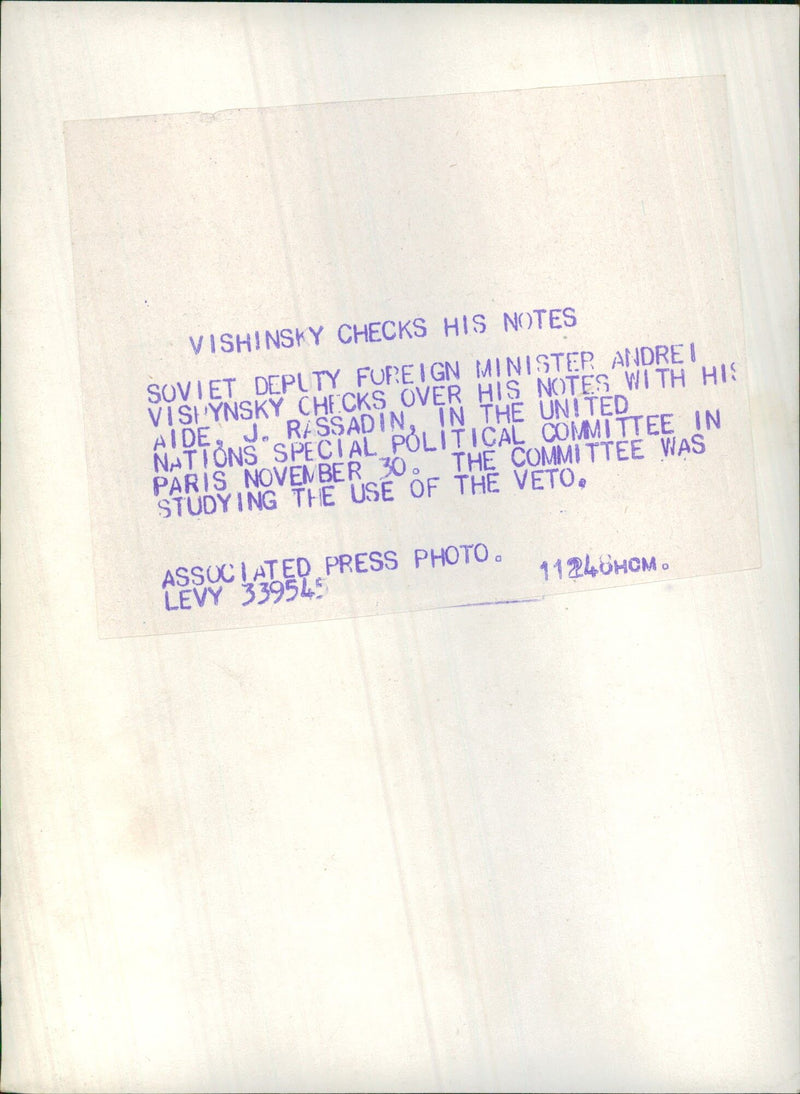 VISHINSKY CHECKS HIS NOTES
SOVIET DEPUTY FOREIGN MINISTER ANDREI
VISHYNSKY CHECKS OVER HIS NOTES WITH HIS
AIDE, J. RASSADIN, IN THE UNITED
NATIONS SPECIAL POLITICAL COMMITTEE IN
PARIS NOVEMBER 30. THE COMMITTEE WAS
STUDYING THE USE OF THE VETO.
ASSOCIATED PRESS PHOTO.
LEVY 339545 HCM.